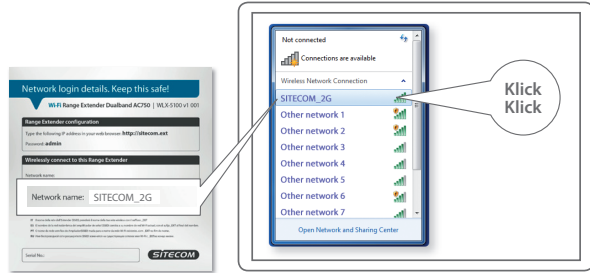 Network login details. Keep this safe!
Wi-Fi Range Extender Dualband AC750 | WLX-5100 v1 001
Range Extender configuration
Type the following IP address in your web browser: http://sitecom.ext
Password: admin
Wirelessly connect to this Range Extender
Network name:
Network name: SITECOM_2G
Serial No.:
SITECOM
Not connected
Connections are available
Wireless Network Connection
SITECOM_2G
Other network 1
Other network 2
Other network 3
Other network 4
Other network 5
Other network 6
Other network 7
Open Network and Sharing Center
Klick
Klick